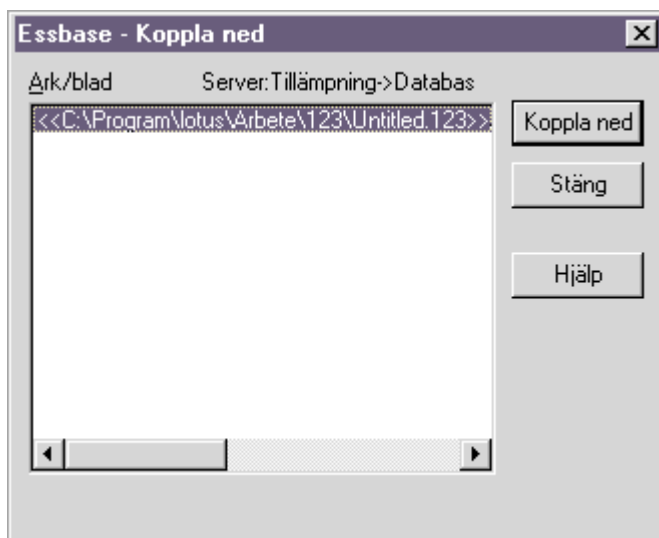 Essbase - Koppla ned
Ark/blad Server:Tillämpning->Databas
<<C:\Program\lotus\Arbete\123\Untitled.123>>
Koppla ned
Stäng
Hjälp